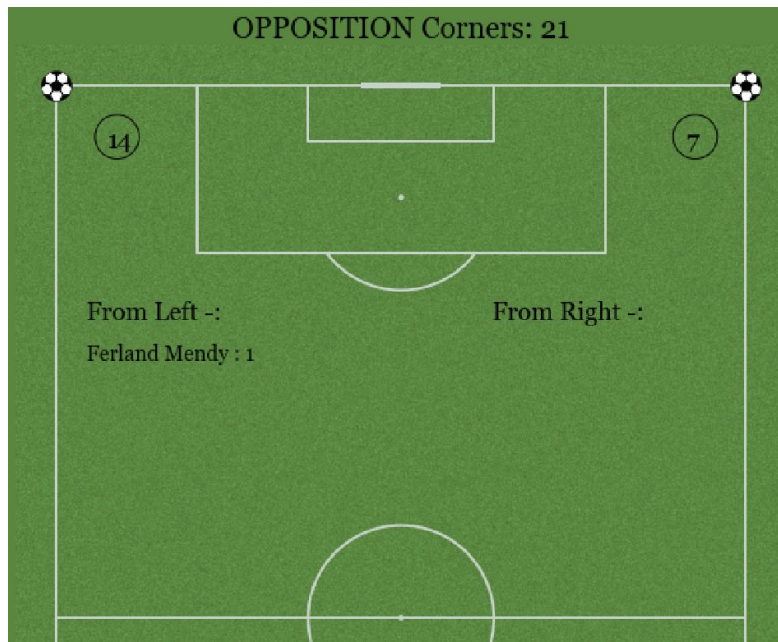 OPPOSITION Corners: 21
14
7
From Left -:
From Right -:
Ferland Mendy : 1